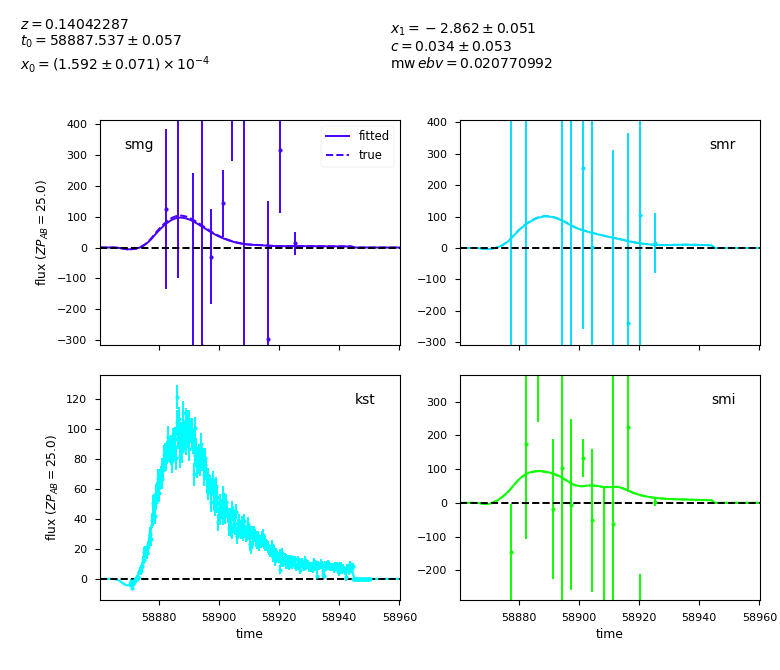 z = 0.14042287
t0 = 58887.537 ± 0.057
x0 = (1.592 ± 0.071) × 10^−4
x1 = −2.862 ± 0.051
c = 0.034 ± 0.053
mw ebv = 0.020770992
400
300
200
100
0
−100
−200
−300
flux (ZP_AB = 25.0)
smg
fitted
true
400
300
200
100
0
−100
−200
−300
smr
120
100
80
60
40
20
0
flux (ZP_AB = 25.0)
kst
58880 58900 58920 58940 58960
time
300
200
100
0
−100
−200
smi
58880 58900 58920 58940 58960
time